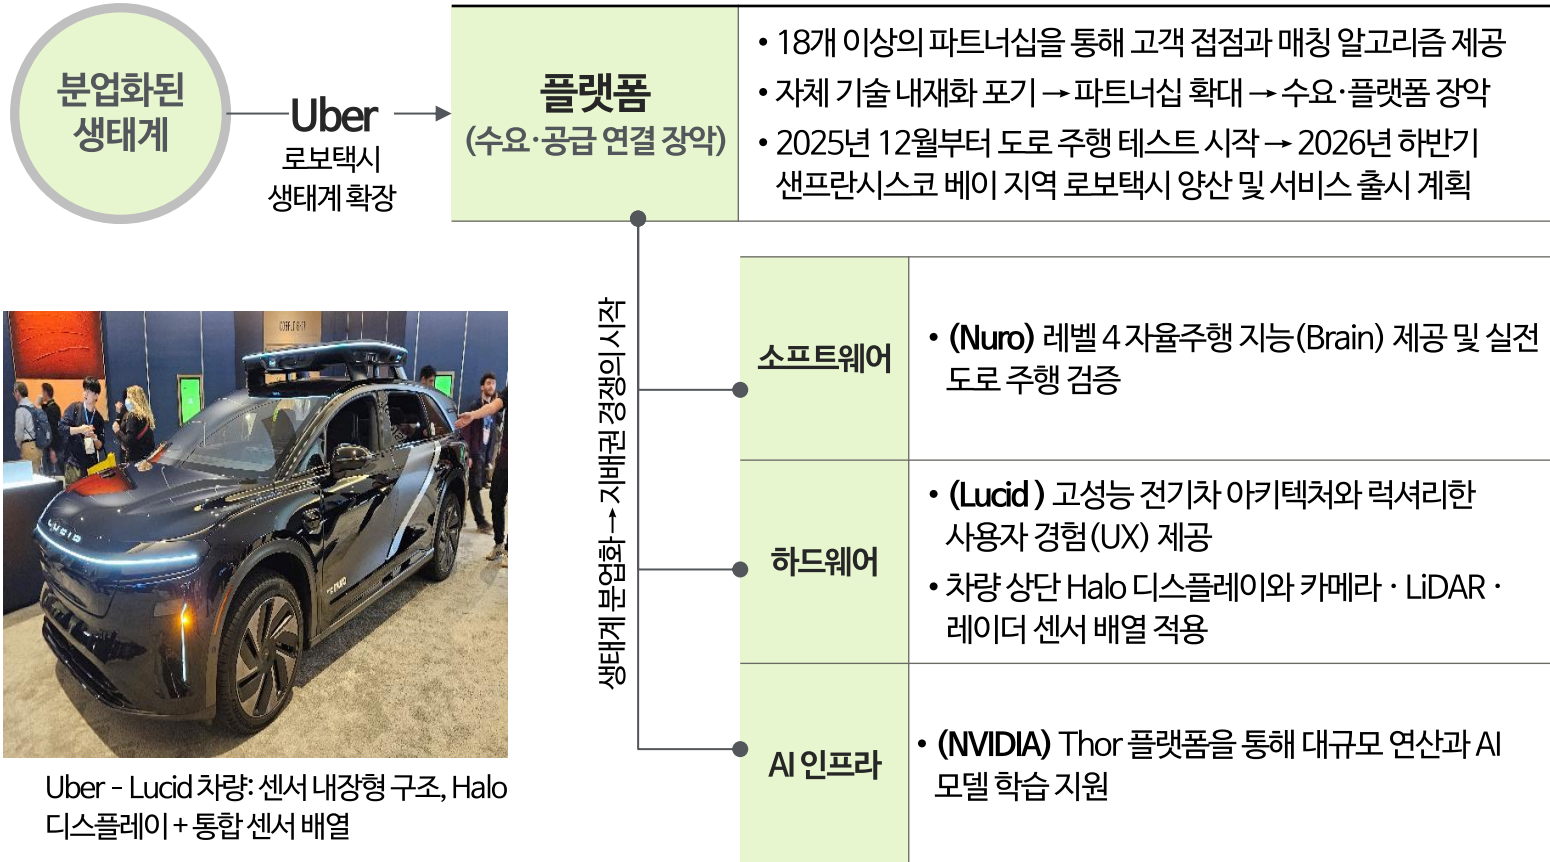 분업화된
생태계
Uber
로보택시
생태계 확장
플랫폼
(수요·공급 연결 장악)
• 18개 이상의 파트너십을 통해 고객 접점과 매칭 알고리즘 제공
• 자체 기술 내재화 포기 → 파트너십 확대 → 수요·플랫폼 장악
• 2025년 12월부터 도로 주행 테스트 시작 → 2026년 하반기
샌프란시스코 베이 지역 로보택시 양산 및 서비스 출시 계획
생태계 분업화 → 지배권 경쟁의 시작
소프트웨어
• (Nuro) 레벨 4 자율주행 지능(Brain) 제공 및 실전
도로 주행 검증
하드웨어
• (Lucid ) 고성능 전기차 아키텍처와 럭셔리한
사용자 경험(UX) 제공
• 차량 상단 Halo 디스플레이와 카메라 · LiDAR ·
레이더 센서 배열 적용
AI 인프라
• (NVIDIA) Thor 플랫폼을 통해 대규모 연산과 AI
모델 학습 지원
LUCID
nuro
Uber – Lucid 차량: 센서 내장형 구조, Halo
디스플레이 + 통합 센서 배열